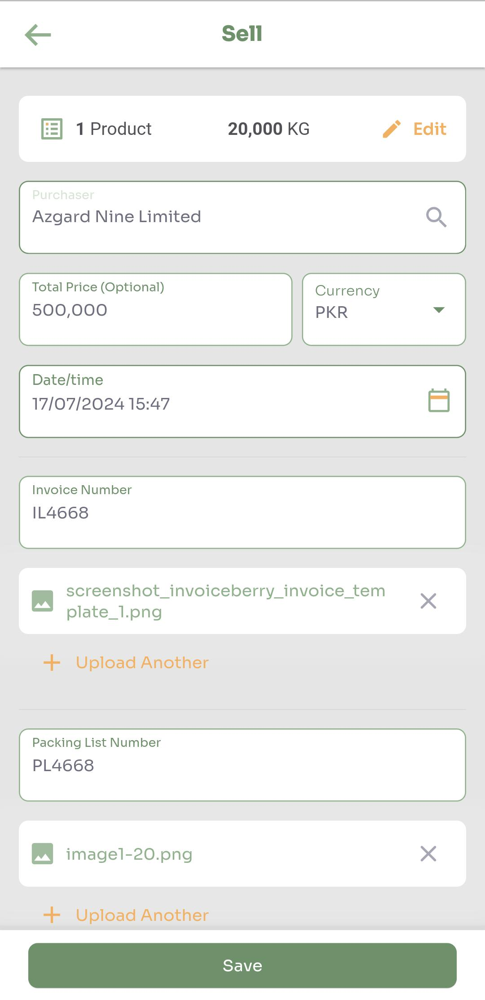 Sell
1 Product 20,000 KG Edit
Purchaser
Azgard Nine Limited
Total Price (Optional)
500,000
Currency
PKR
Date/time
17/07/2024 15:47
Invoice Number
IL4668
screenshot_invoiceberry_invoice_tem
plate_1.png
Upload Another
Packing List Number
PL4668
image1-20.png
Upload Another
Save